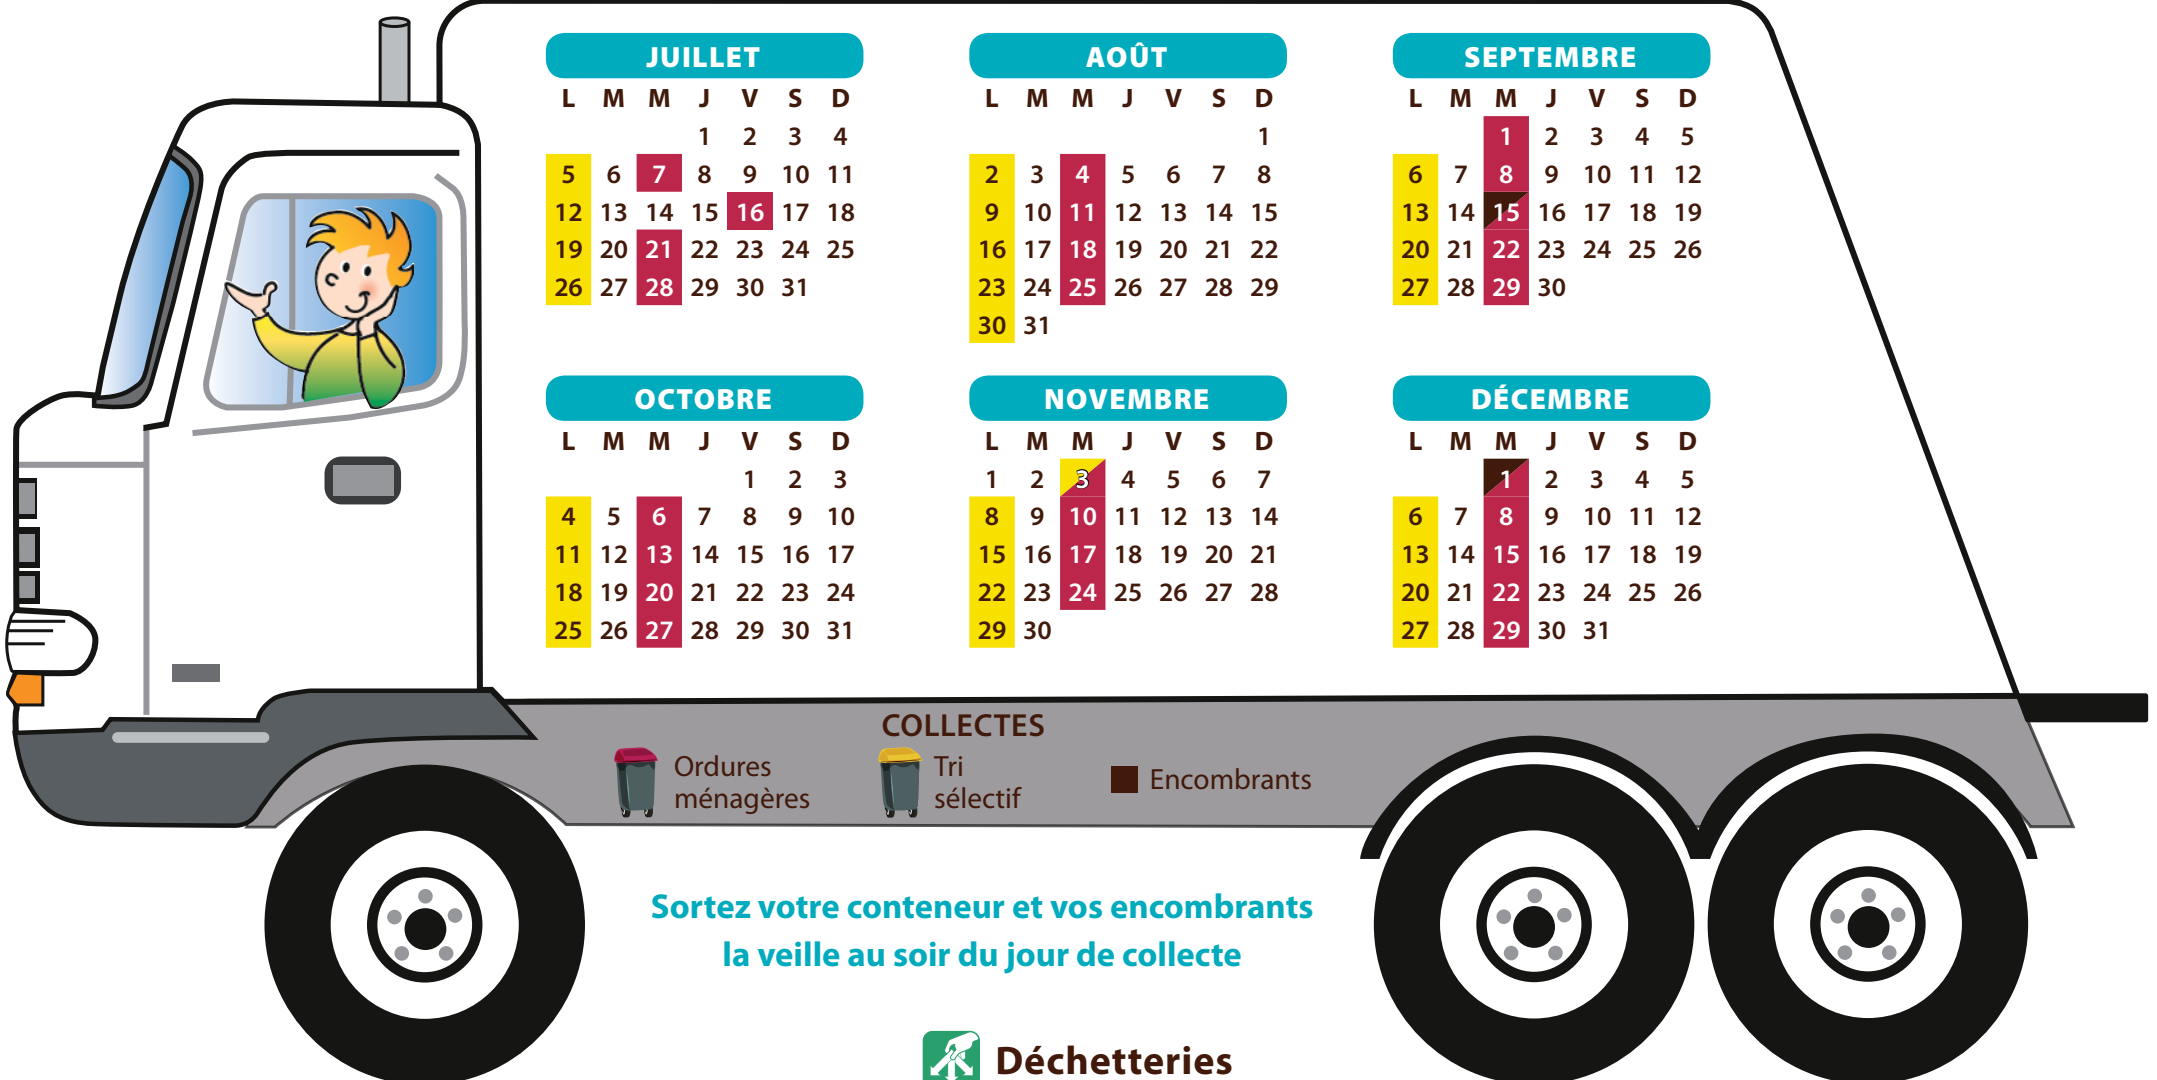 JUILLET
L M M J V S D
1 2 3 4
5 6 7 8 9 10 11
12 13 14 15 16 17 18
19 20 21 22 23 24 25
26 27 28 29 30 31
AOÛT
L M M J V S D
1
2 3 4 5 6 7 8
9 10 11 12 13 14 15
16 17 18 19 20 21 22
23 24 25 26 27 28 29
30 31
SEPTEMBRE
L M M J V S D
1 2 3 4 5
6 7 8 9 10 11 12
13 14 15 16 17 18 19
20 21 22 23 24 25 26
27 28 29 30
OCTOBRE
L M M J V S D
1 2 3
4 5 6 7 8 9 10
11 12 13 14 15 16 17
18 19 20 21 22 23 24
25 26 27 28 29 30 31
NOVEMBRE
L M M J V S D
1 2 3 4 5 6 7
8 9 10 11 12 13 14
15 16 17 18 19 20 21
22 23 24 25 26 27 28
29 30
DÉCEMBRE
L M M J V S D
1 2 3 4 5
6 7 8 9 10 11 12
13 14 15 16 17 18 19
20 21 22 23 24 25 26
27 28 29 30 31
COLLECTES
Ordures
ménagères
Tri
sélectif
Encombrants
Sortez votre conteneur et vos encombrants
la veille au soir du jour de collecte
Déchetteries